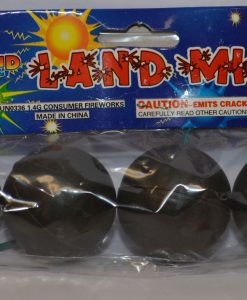 LAND MI
UN0336 1.4G CONSUMER FIREWORKS
MADE IN CHINA
CAUTION-EMITS CRACK
CAREFULLY READ OTHER CAUTION